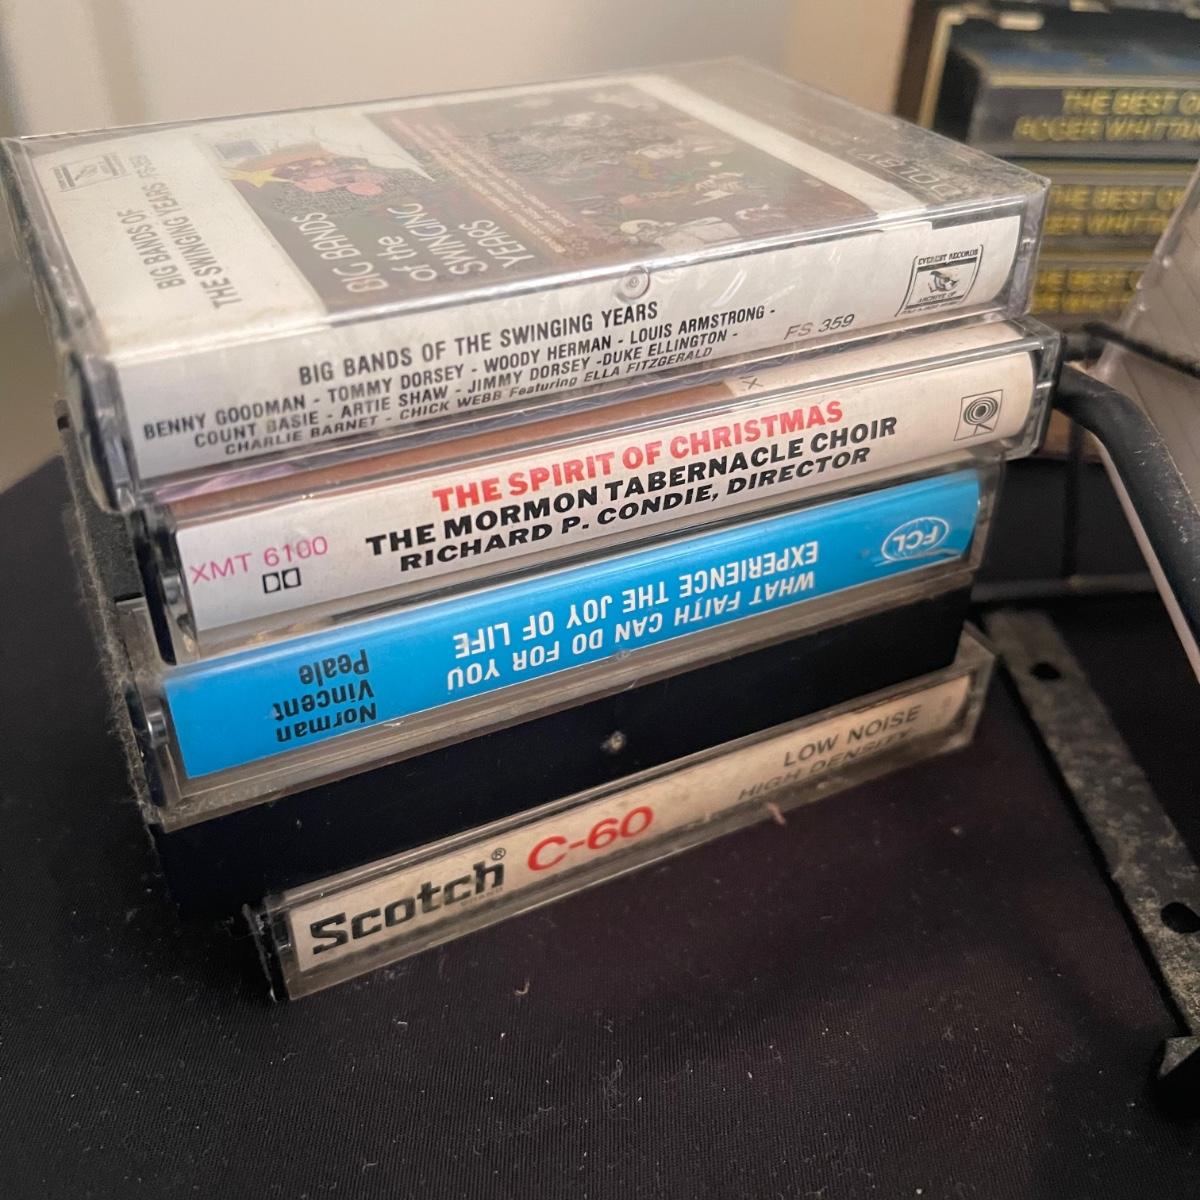 BIG BANDS OF
THE SWINGING YEARS
BIG BANDS
of the
SWINGING
YEARS
DOLBY
BIG BANDS OF THE SWINGING YEARS
BENNY GOODMAN - TOMMY DORSEY - WOODY HERMAN - LOUIS ARMSTRONG -
COUNT BASIE - ARTIE SHAW - JIMMY DORSEY -DUKE ELLINGTON -
CHARLIE BARNET - CHICK WEBB Featuring ELLA FITZGERALD
FS 359
EVEREST RECORDS
ARCHIVE OF
XMT 6100
THE SPIRIT OF CHRISTMAS
THE MORMON TABERNACLE CHOIR
RICHARD P. CONDIE, DIRECTOR
Norman
Vincent
Peale
WHAT FAITH CAN DO FOR YOU
EXPERIENCE THE JOY OF LIFE
FCL
Scotch®
C-60
LOW NOISE
HIGH DENSITY
THE BEST O
ROGER WHITT
THE BEST O
GER WHITT